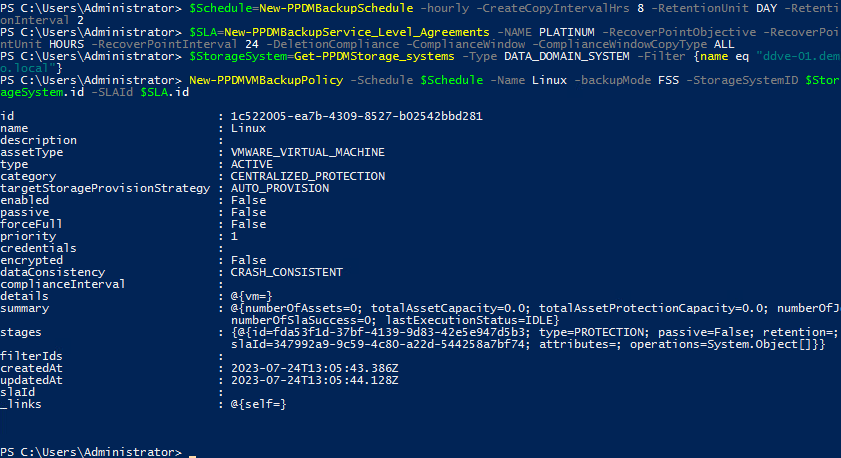 PS C:\Users\Administrator> $Schedule=New-PPDMBackupSchedule -hourly -CreateCopyIntervalHrs 8 -RetentionUnit DAY -Retenti
onInterval 2
PS C:\Users\Administrator> $SLA=New-PPDMBackupService_Level_Agreements -NAME PLATINUM -RecoverPointObjective -RecoverPoi
ntUnit HOURS -RecoverPointInterval 24 -DeletionCompliance -ComplianceWindow -ComplianceWindowCopyType ALL
PS C:\Users\Administrator> $StorageSystem=Get-PPDMStorage_systems -Type DATA_DOMAIN_SYSTEM -Filter {name eq "ddve-01.dem
o.local"}
PS C:\Users\Administrator> New-PPDMVMBackupPolicy -Schedule $Schedule -Name Linux -backupMode FSS -StorageSystemID $Stor
ageSystem.id -SLAId $SLA.id
id : 1c522005-ea7b-4309-8527-b02542bbd281
name : Linux
description :
assetType : VMWARE_VIRTUAL_MACHINE
type : ACTIVE
category : CENTRALIZED_PROTECTION
targetStorageProvisionStrategy : AUTO_PROVISION
enabled : False
passive : False
forceFull : False
priority : 1
credentials :
encrypted : False
dataConsistency : CRASH_CONSISTENT
complianceInterval :
details : @{vm=}
summary : @{numberOfAssets=0; totalAssetCapacity=0.0; totalAssetProtectionCapacity=0.0; numberOfJ
numberOfSlaSuccess=0; lastExecutionStatus=IDLE}
stages : {@{id=fda53f1d-37bf-4139-9d83-42e5e947d5b3; type=PROTECTION; passive=False; retention=;
slaId=347992a9-9c59-4c80-a22d-544258a7bf74; attributes=; operations=System.Object[]}}
filterIds :
createdAt : 2023-07-24T13:05:43.386Z
updatedAt : 2023-07-24T13:05:44.128Z
slaId :
_links : @{self=}
PS C:\Users\Administrator> _